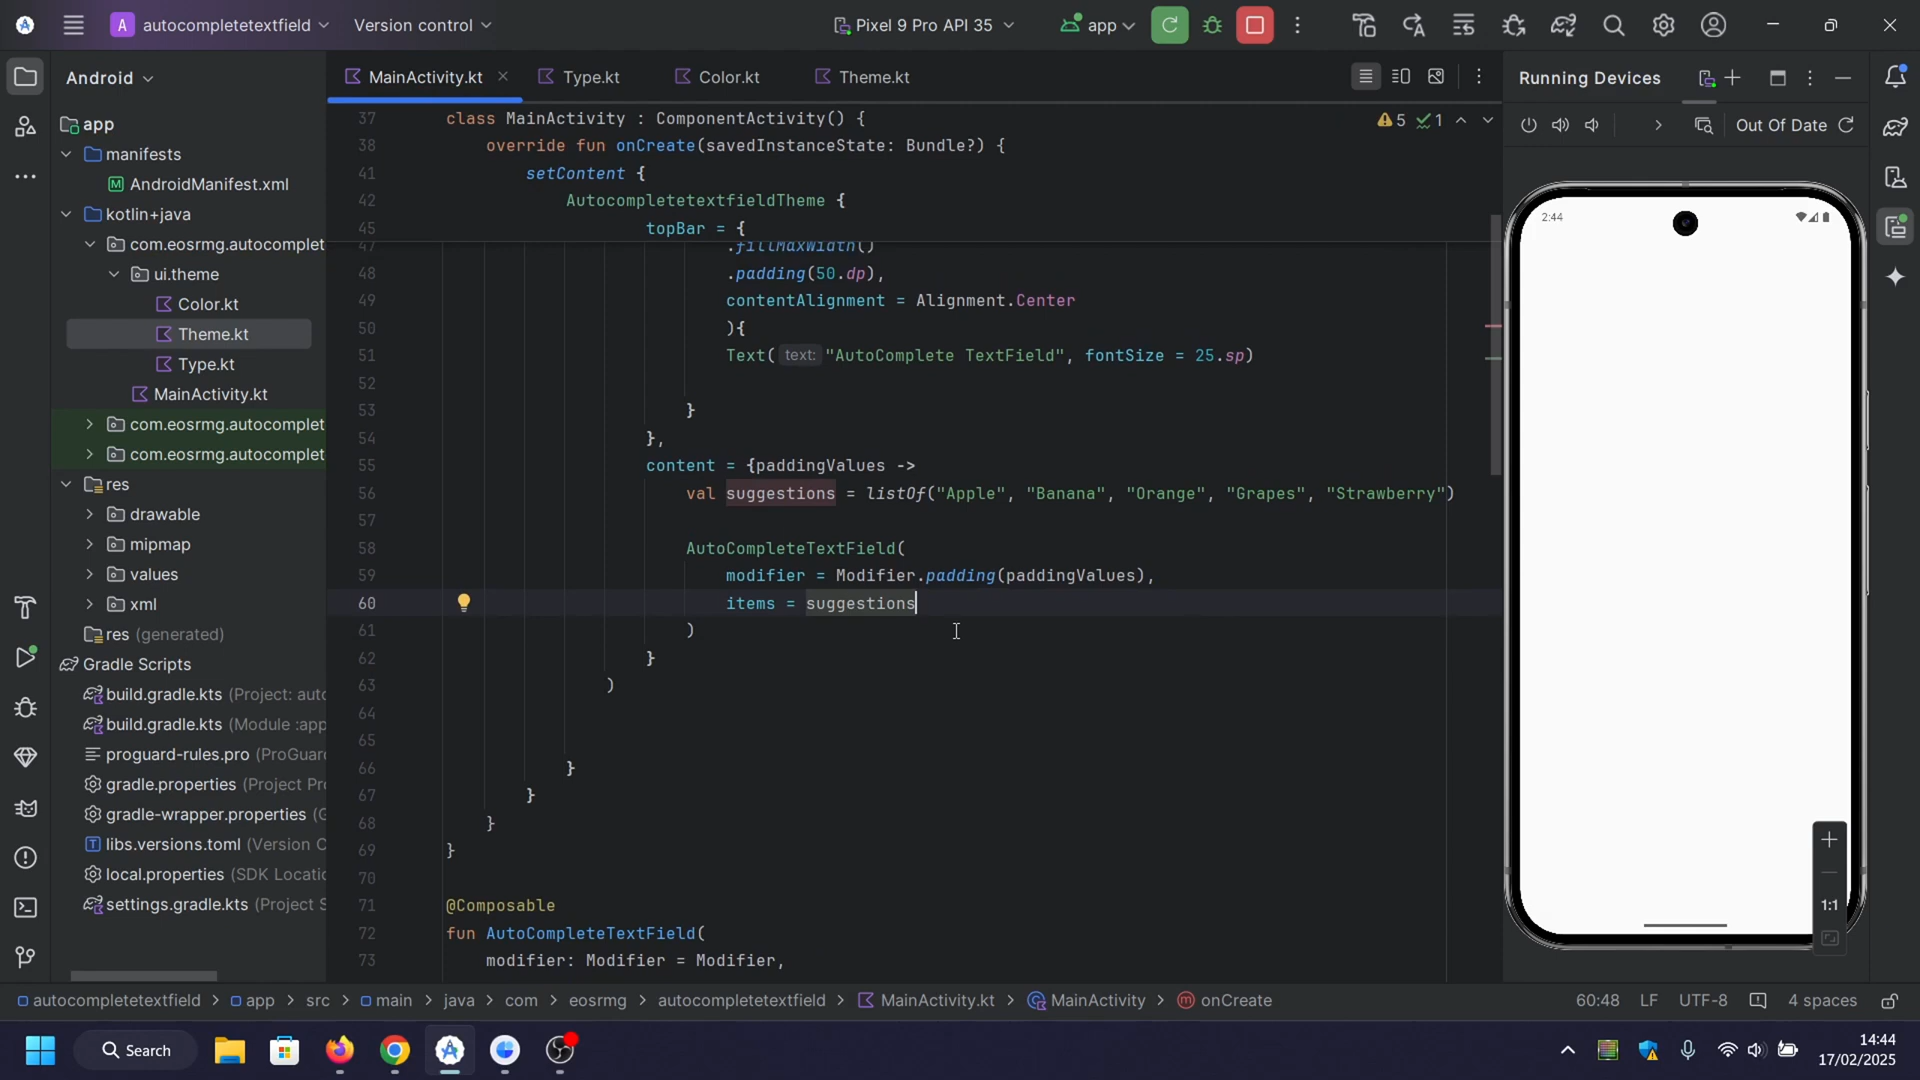 A autocompletetextfield Version control Pixel 9 Pro API 35 app
Android
MainActivity.kt Type.kt Color.kt Theme.kt
Running Devices
app
manifests
AndroidManifest.xml
kotlin+java
com.eosrmg.autocomplet
ui.theme
Color.kt
Theme.kt
Type.kt
MainActivity.kt
com.eosrmg.autocomplet
com.eosrmg.autocomplet
res
drawable
mipmap
values
xml
res (generated)
Gradle Scripts
build.gradle.kts (Project: auto
build.gradle.kts (Module :app
proguard-rules.pro (ProGuar
gradle.properties (Project Pr
gradle-wrapper.properties (G
libs.versions.toml (Version C
local.properties (SDK Locati
settings.gradle.kts (Project S
37 class MainActivity : ComponentActivity() {
5 1
38 override fun onCreate(savedInstanceState: Bundle?) {
41 setContent {
42 AutocompletetextfieldTheme {
45 topBar = {
47 .fillMaxWidth()
48 .padding(50.dp),
49 contentAlignment = Alignment.Center
50 ){
51 Text( text: "AutoComplete TextField", fontSize = 25.sp)
52
53 }
54 },
55 content = {paddingValues ->
56 val suggestions = listOf("Apple", "Banana", "Orange", "Grapes", "Strawberry")
57
58 AutoCompleteTextField(
59 modifier = Modifier.padding(paddingValues),
60 items = suggestions
61 )
62 }
63 )
64
65
66 }
67 }
68 }
69 }
70
71 @Composable
72 fun AutoCompleteTextField(
73 modifier: Modifier = Modifier,
Out Of Date
2:44
1:1
autocompletetextfield > app > src > main > java > com > eosrmg > autocompletetextfield > MainActivity.kt > MainActivity > onCreate
60:48 LF UTF-8 4 spaces
Search
14:44
17/02/2025